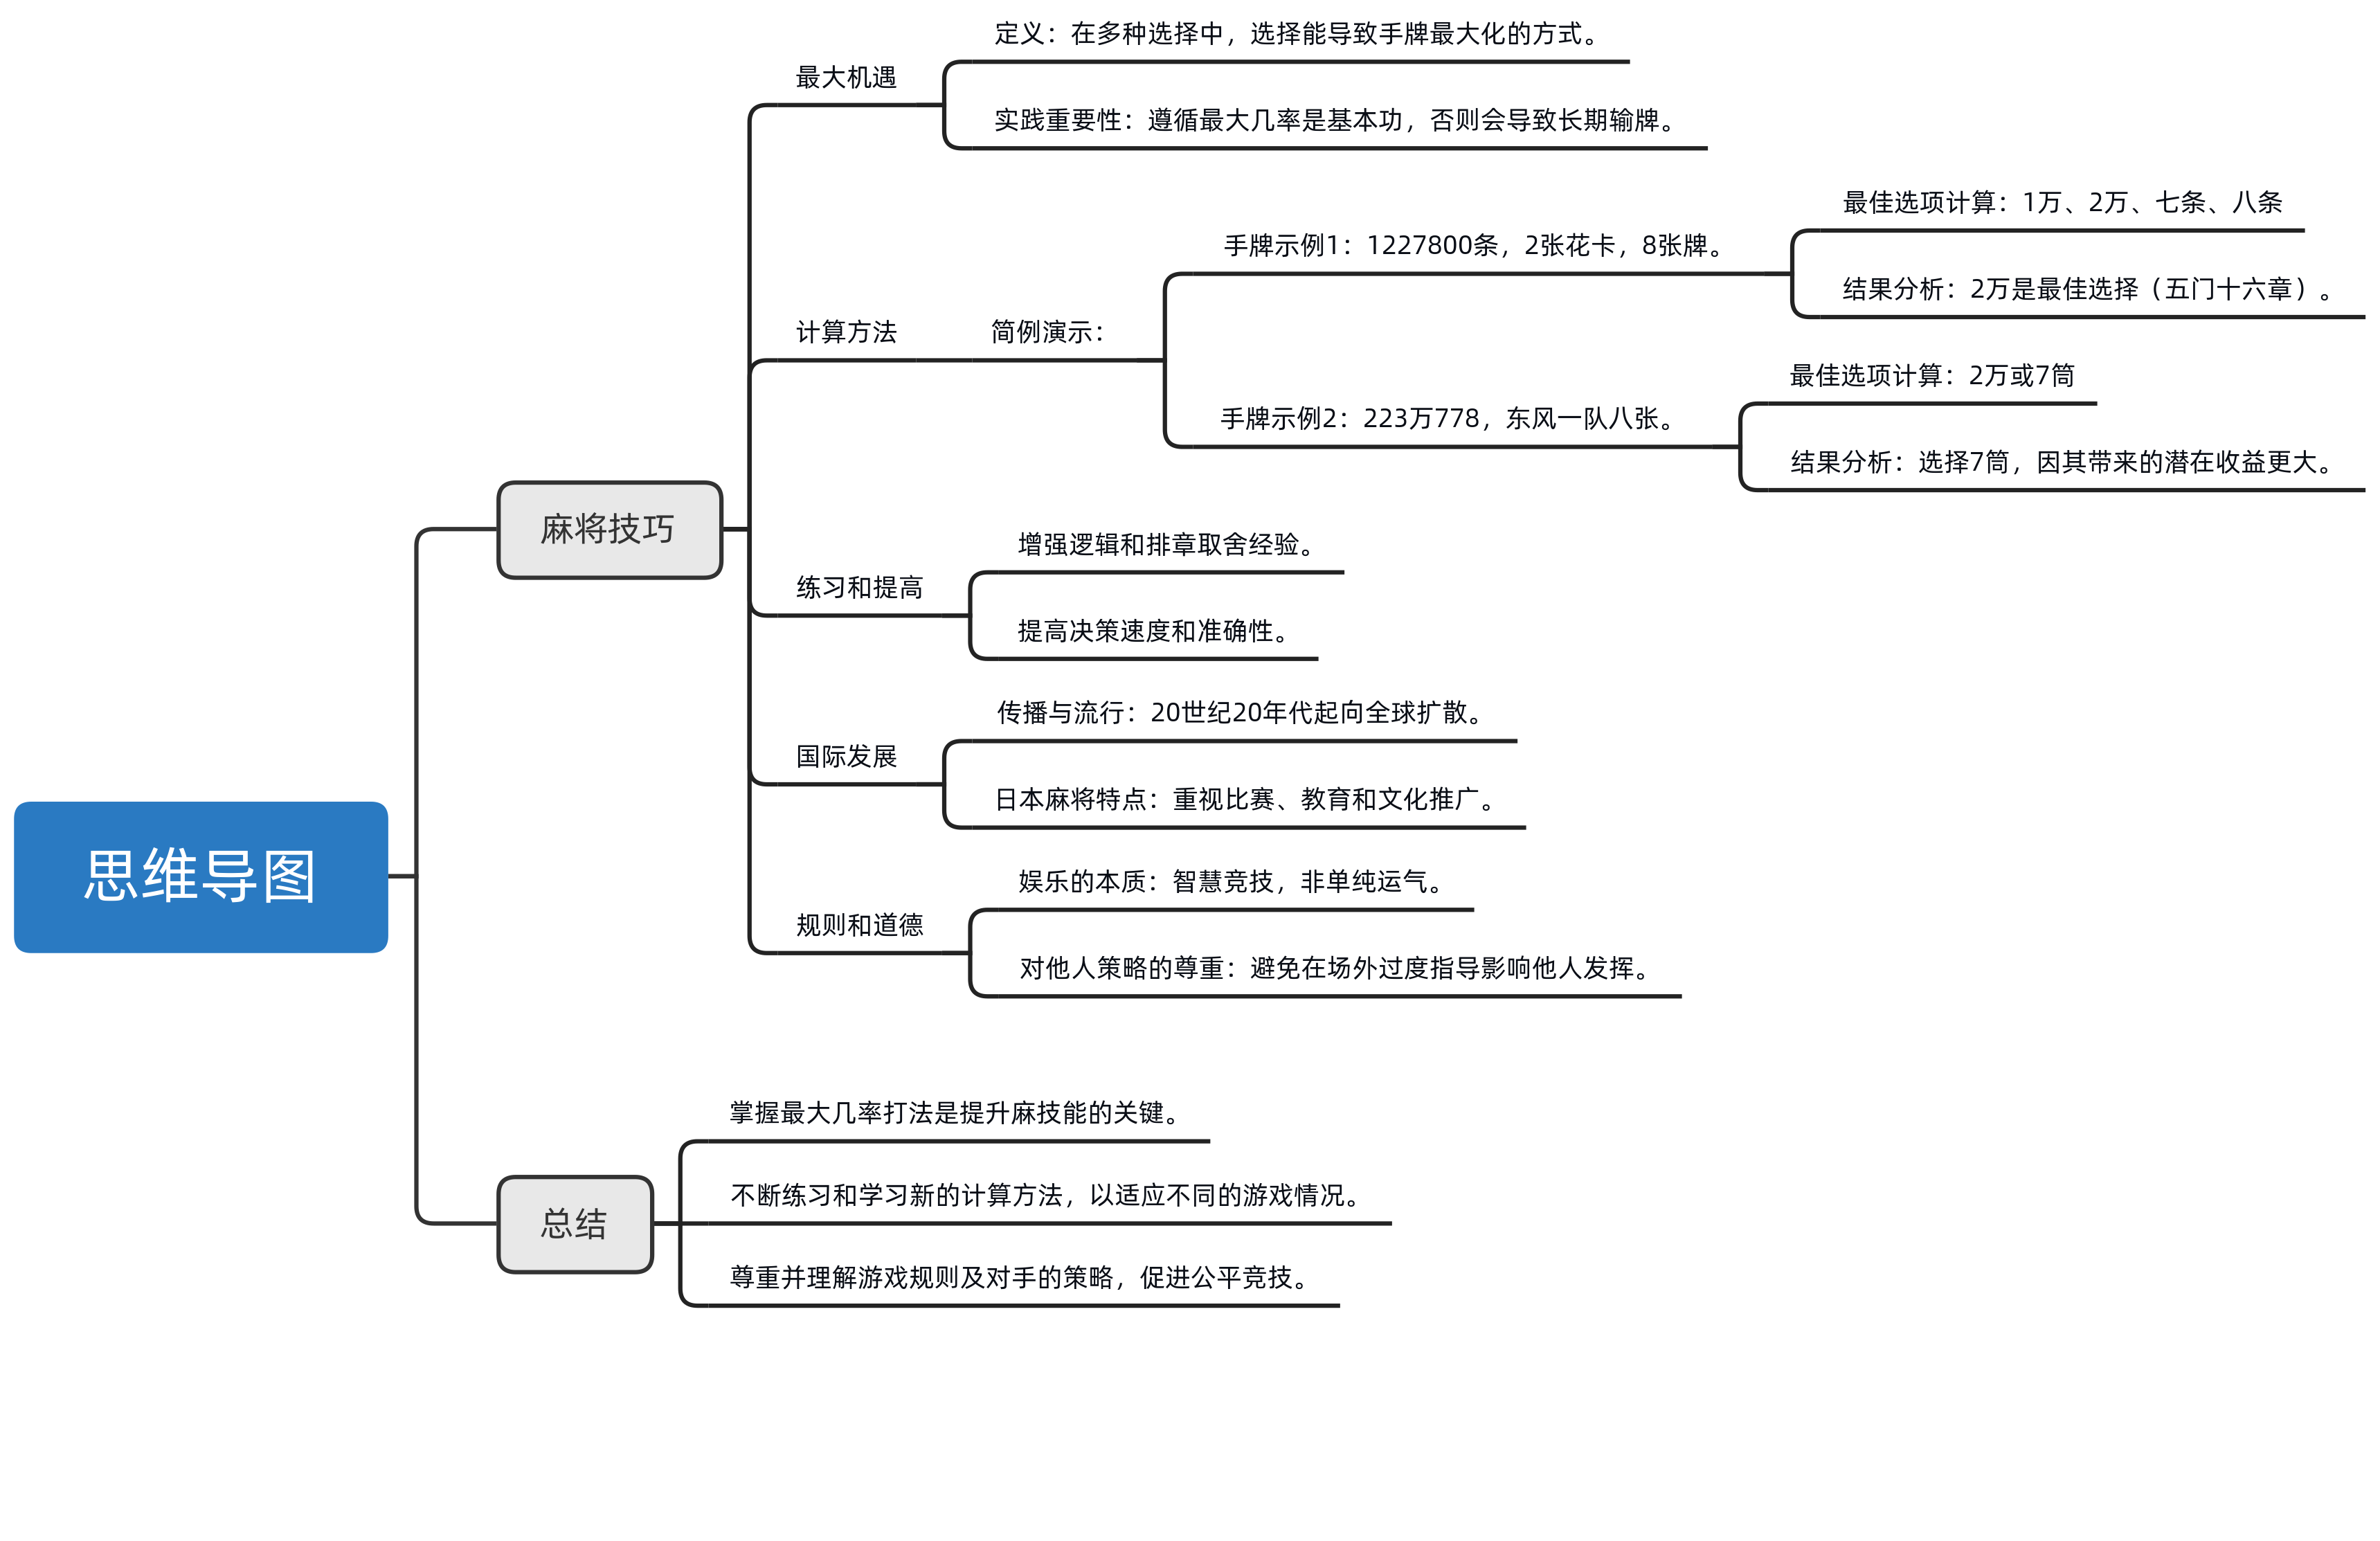 思维导图
麻将技巧
最大机遇
定义：在多种选择中，选择能导致手牌最大化的方式。
实践重要性：遵循最大几率是基本功，否则会导致长期输牌。
计算方法
简例演示：
手牌示例1：1227800条，2张花卡，8张牌。
最佳选项计算：1万、2万、七条、八条
结果分析：2万是最佳选择（五门十六章）。
手牌示例2：223万778，东风一队八张。
最佳选项计算：2万或7筒
结果分析：选择7筒，因其带来的潜在收益更大。
练习和提高
增强逻辑和排章取舍经验。
提高决策速度和准确性。
国际发展
传播与流行：20世纪20年代起向全球扩散。
日本麻将特点：重视比赛、教育和文化推广。
规则和道德
娱乐的本质：智慧竞技，非单纯运气。
对他人策略的尊重：避免在场外过度指导影响他人发挥。
总结
掌握最大几率打法是提升麻技能的关键。
不断练习和学习新的计算方法，以适应不同的游戏情况。
尊重并理解游戏规则及对手的策略，促进公平竞技。